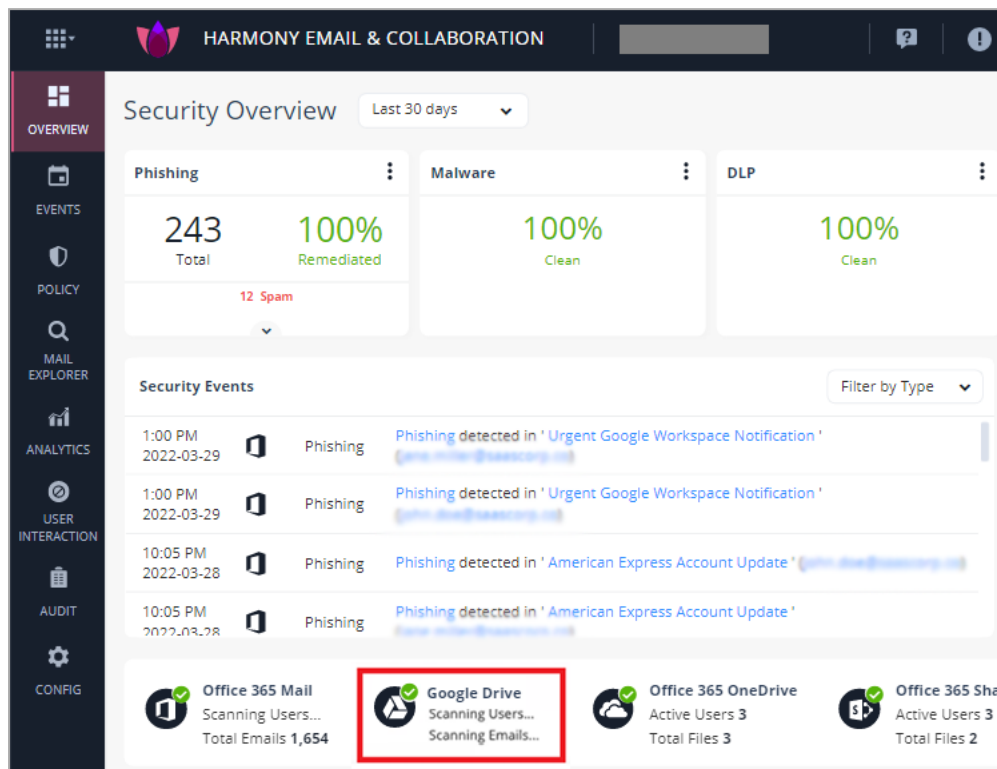 HARMONY EMAIL & COLLABORATION
OVERVIEW
EVENTS
POLICY
MAIL
EXPLORER
ANALYTICS
USER
INTERACTION
AUDIT
CONFIG
Security Overview
Last 30 days
Phishing
243
Total
100%
Remediated
12 Spam
Malware
100%
Clean
DLP
100%
Clean
Security Events
Filter by Type
1:00 PM
2022-03-29
Phishing
Phishing detected in ' Urgent Google Workspace Notification '
1:00 PM
2022-03-29
Phishing
Phishing detected in ' Urgent Google Workspace Notification '
10:05 PM
2022-03-28
Phishing
Phishing detected in ' American Express Account Update '
10:05 PM
2022-03-28
Phishing
Phishing detected in ' American Express Account Update '
Office 365 Mail
Scanning Users...
Total Emails 1,654
Google Drive
Scanning Users...
Scanning Emails...
Office 365 OneDrive
Active Users 3
Total Files 3
Office 365 Sha
Active Users 3
Total Files 2